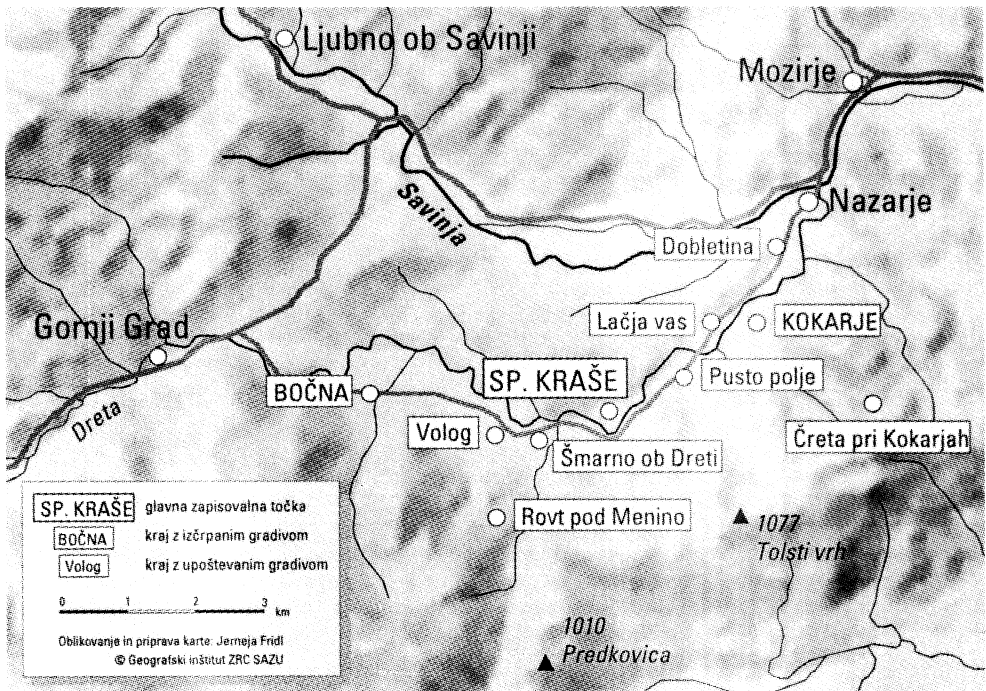 Ljubno ob Savinji
Mozirje
Savinja
Nazarje
Dobletina
Gornji Grad
Lačja vas
KOKARJE
SP. KRAŠE
Pusto polje
BOČNA
Dreta
Volog
Čreta pri Kokarjah
Šmarno ob Dreti
Rovt pod Menino
1077
Tolsti vrh
1010
Predkovica
SP. KRAŠE glavna zapisovalna točka
BOČNA kraj z izčrpanim gradivom
Volog kraj z upoštevanim gradivom
0 1 2 3
km
Oblikovanje in priprava karte: Jerneja Fridl
© Geografski inštitut ZRC SAZU